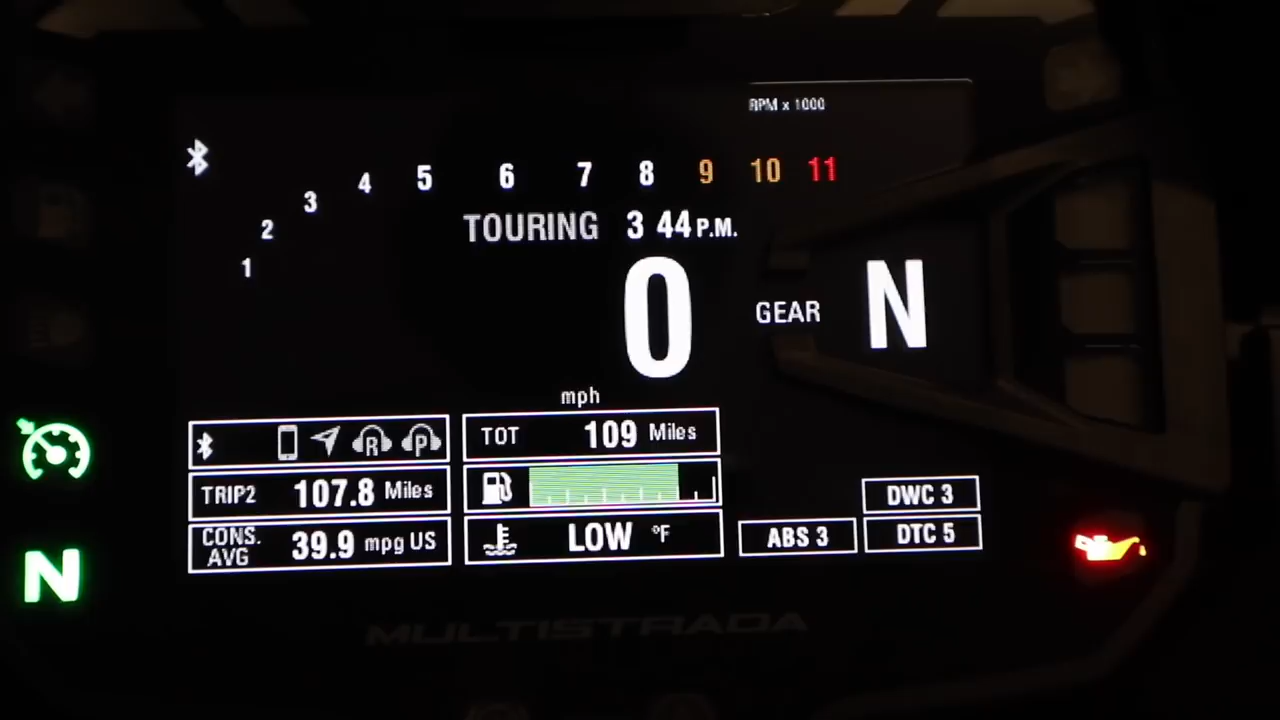 RPM x 1000
1 2 3 4 5 6 7 8 9 10 11
TOURING 3 44 P.M.
0 GEAR N
mph
R P
TOT 109 Miles
TRIP2 107.8 Miles
CONS. AVG 39.9 mpg US
LOW °F
ABS 3
DWC 3
DTC 5
N
MULTISTRADA